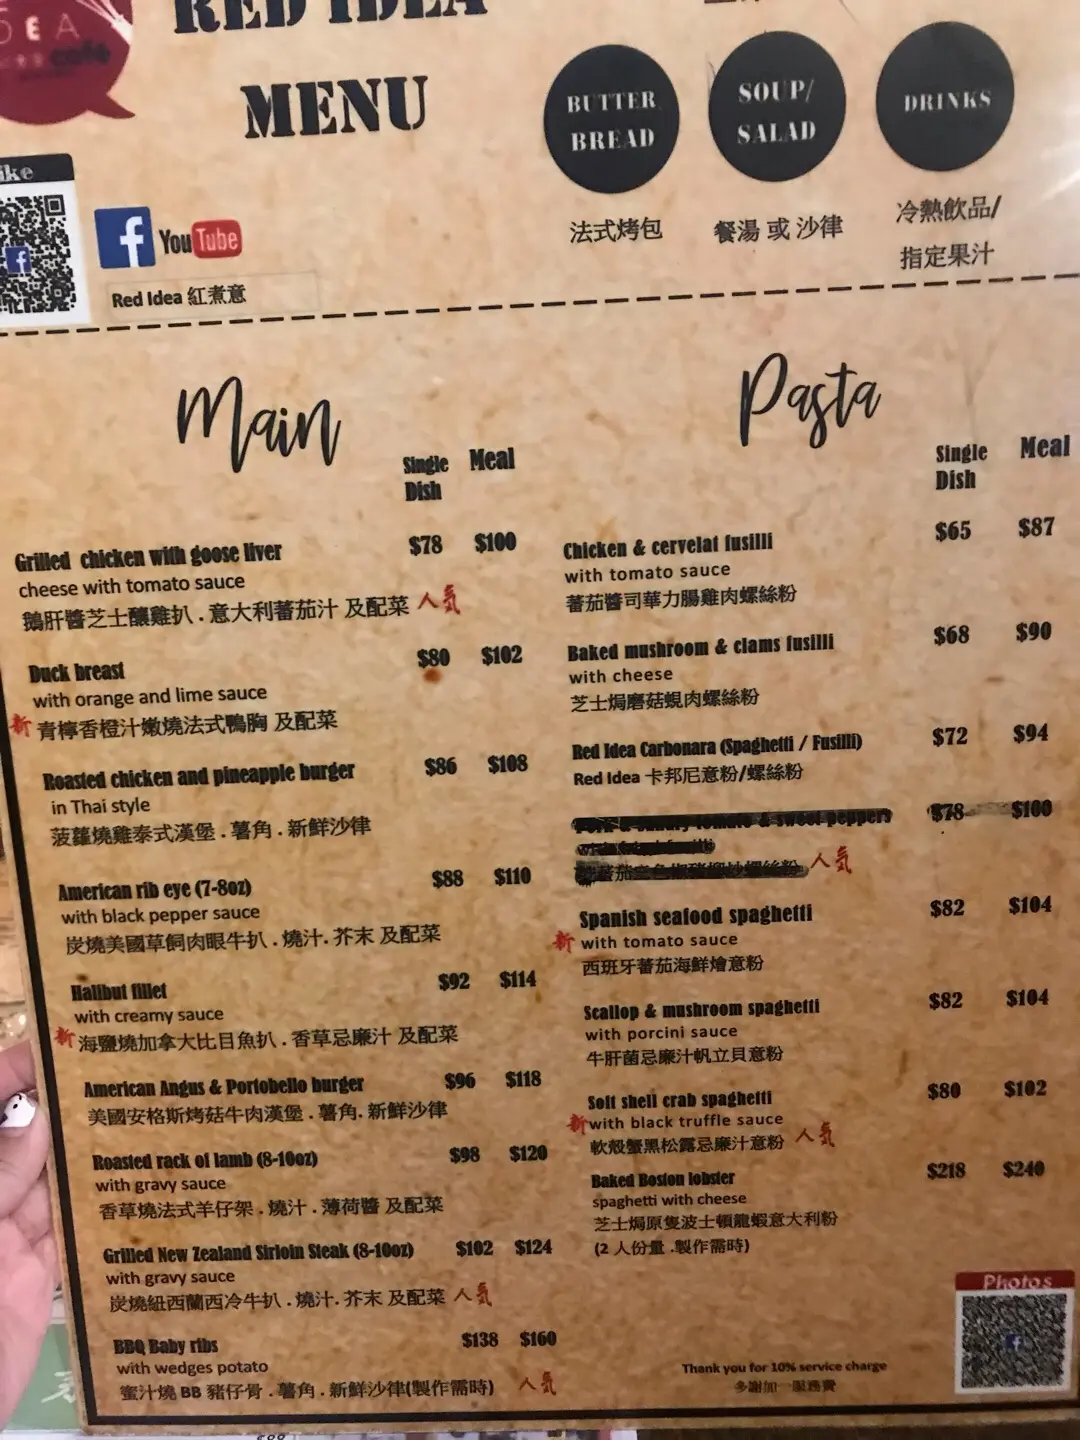 RED IDEA
MENU
BUTTER
BREAD
法式烤包
SOUP/
SALAD
餐湯 或 沙律
DRINKS
冷熱飲品/
指定果汁
ike
f
YouTube
Red Idea 紅煮意
Main
Single
Dish
Meal
Grilled chicken with goose liver $78 $100
cheese with tomato sauce
鵝肝醬芝士釀雞扒 . 意大利蕃茄汁 及配菜 人気
Duck breast $80 $102
with orange and lime sauce
新 青檸香橙汁嫩燒法式鴨胸 及配菜
Roasted chicken and pineapple burger $86 $108
in Thai style
菠蘿燒雞泰式漢堡 . 薯角 . 新鮮沙律
American rib eye (7-8oz) $88 $110
with black pepper sauce
炭燒美國草飼肉眼牛扒 . 燒汁. 芥末 及配菜
Halibut fillet $92 $114
with creamy sauce
新 海鹽燒加拿大比目魚扒 . 香草忌廉汁 及配菜
American Angus & Portobello burger $96 $118
美國安格斯烤菇牛肉漢堡 . 薯角. 新鮮沙律
Roasted rack of lamb (8-10oz) $98 $120
with gravy sauce
香草燒法式羊仔架 . 燒汁 . 薄荷醬 及配菜
Grilled New Zealand Sirloin Steak (8-10oz) $102 $124
with gravy sauce
炭燒紐西蘭西冷牛扒 . 燒汁. 芥末 及配菜 人気
BBQ Baby ribs $138 $160
with wedges potato
蜜汁燒 BB 豬仔骨 . 薯角 . 新鮮沙律(製作需時) 人気
Pasta
Single
Dish
Meal
Chicken & cervelat fusilli $65 $87
with tomato sauce
蕃茄醬司華力腸雞肉螺絲粉
Baked mushroom & clams fusilli $68 $90
with cheese
芝士焗磨菇蜆肉螺絲粉
Red Idea Carbonara (Spaghetti / Fusilli) $72 $94
Red Idea 卡邦尼意粉/螺絲粉
tomato & sweet peppers $78 $100
人気
Spanish seafood spaghetti $82 $104
新 with tomato sauce
西班牙蕃茄海鮮燴意粉
Scallop & mushroom spaghetti $82 $104
with porcini sauce
牛肝菌忌廉汁帆立貝意粉
Soft shell crab spaghetti $80 $102
新 with black truffle sauce
軟殼蟹黑松露忌廉汁意粉 人気
Baked Boston lobster $218 $240
spaghetti with cheese
芝士焗原隻波士頓龍蝦意大利粉
(2 人份量 .製作需時)
Photos
Thank you for 10% service charge
多謝加一服務費